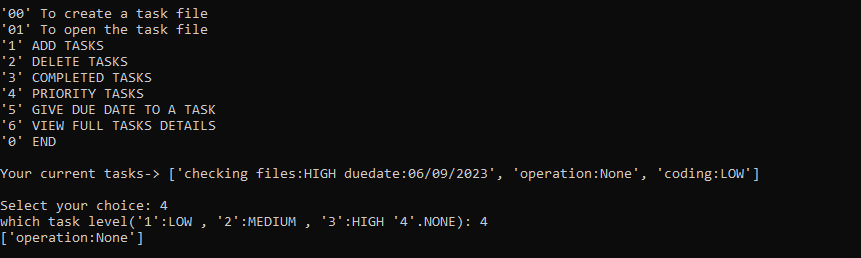 '00' To create a task file
'01' To open the task file
'1' ADD TASKS
'2' DELETE TASKS
'3' COMPLETED TASKS
'4' PRIORITY TASKS
'5' GIVE DUE DATE TO A TASK
'6' VIEW FULL TASKS DETAILS
'0' END
Your current tasks-> ['checking files:HIGH duedate:06/09/2023', 'operation:None', 'coding:LOW']
Select your choice: 4
which task level('1':LOW , '2':MEDIUM , '3':HIGH '4'.NONE): 4
['operation:None']